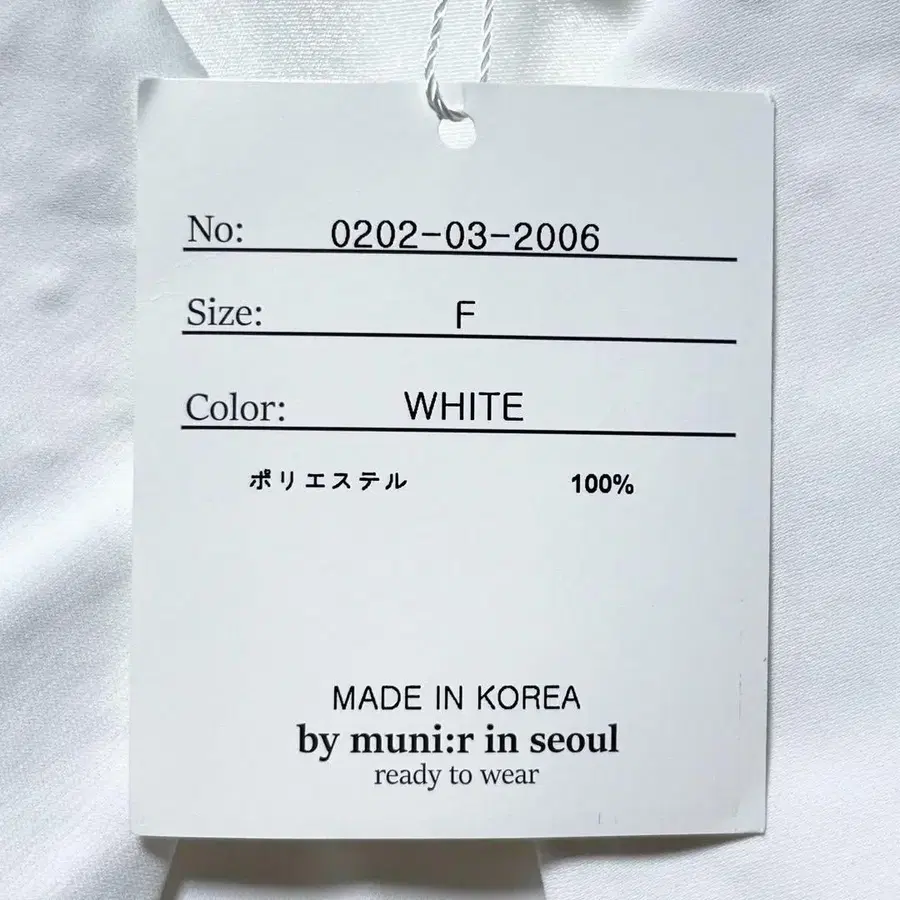 No: 0202-03-2006
Size: F
Color: WHITE
ポリエステル 100%
MADE IN KOREA
by muni:r in seoul
ready to wear